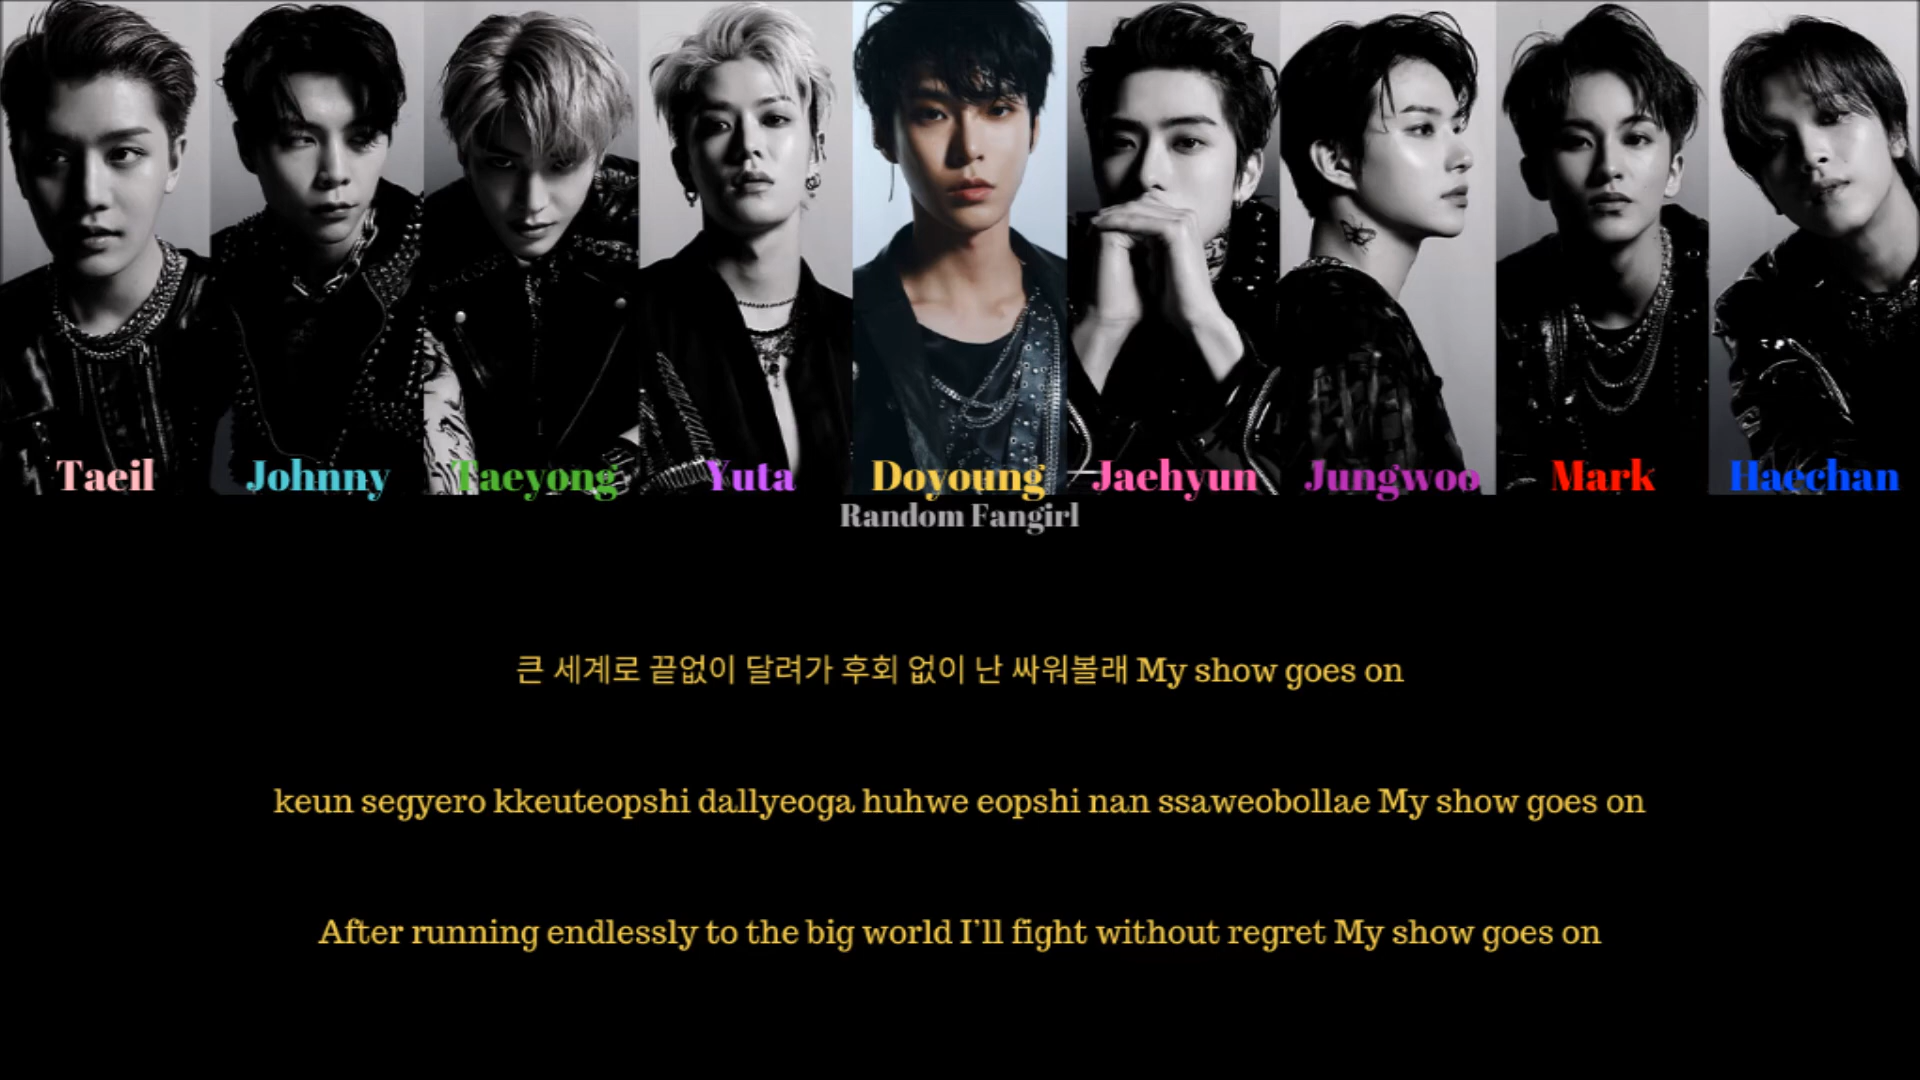 Taeil Johnny Taeyong Yuta Doyoung Jaehyun Jungwoo Mark Haechan
Random Fangirl
큰 세계로 끝없이 달려가 후회 없이 난 싸워볼래 My show goes on
keun segyero kkeuteopshi dallyeoga huhwe eopshi nan ssaweobollae My show goes on
After running endlessly to the big world I'll fight without regret My show goes on